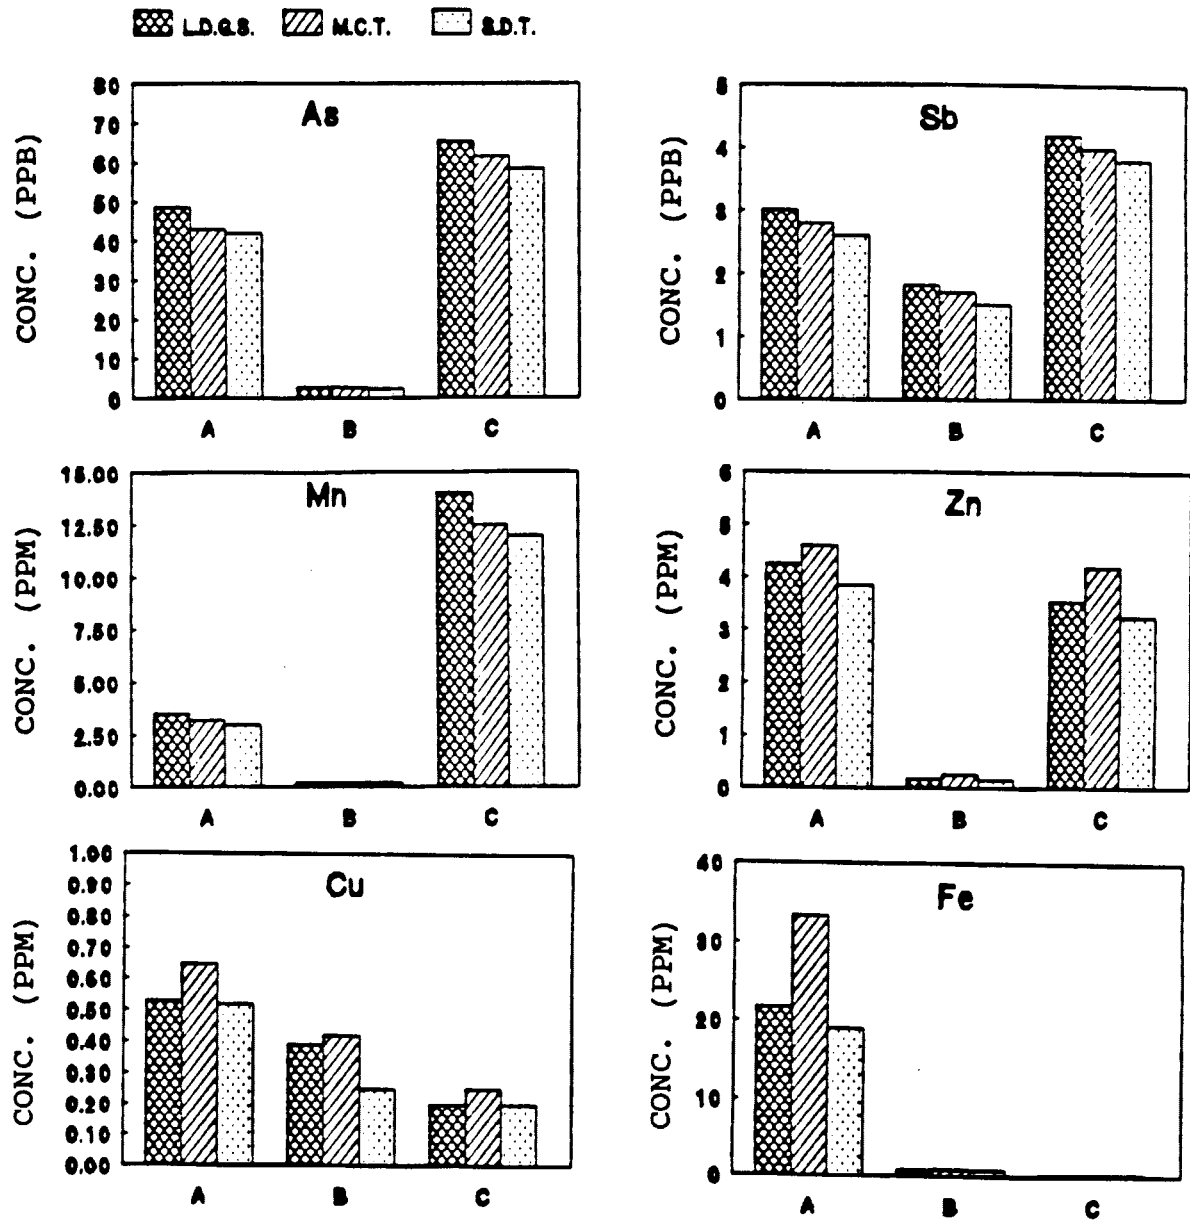 L.D.G.S. M.C.T. S.D.T.
As
CONC. (PPB)
80
70
60
50
40
30
20
10
0
A B C
Sb
CONC. (PPB)
5
4
3
2
1
0
A B C
Mn
CONC. (PPM)
15.00
12.50
10.00
7.50
5.00
2.50
0.00
A B C
Zn
CONC. (PPM)
6
5
4
3
2
1
0
A B C
Cu
CONC. (PPM)
1.00
0.90
0.80
0.70
0.60
0.50
0.40
0.30
0.20
0.10
0.00
A B C
Fe
CONC. (PPM)
40
30
20
10
0
A B C